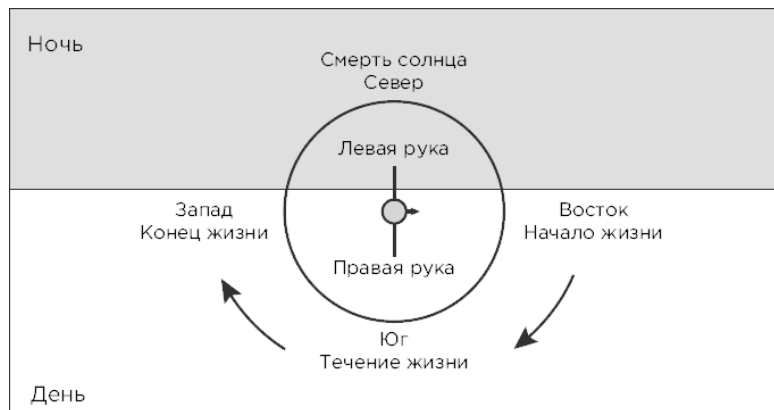 Ночь
Смерть солнца
Север
Левая рука
Запад
Конец жизни
Восток
Начало жизни
Правая рука
Юг
Течение жизни
День